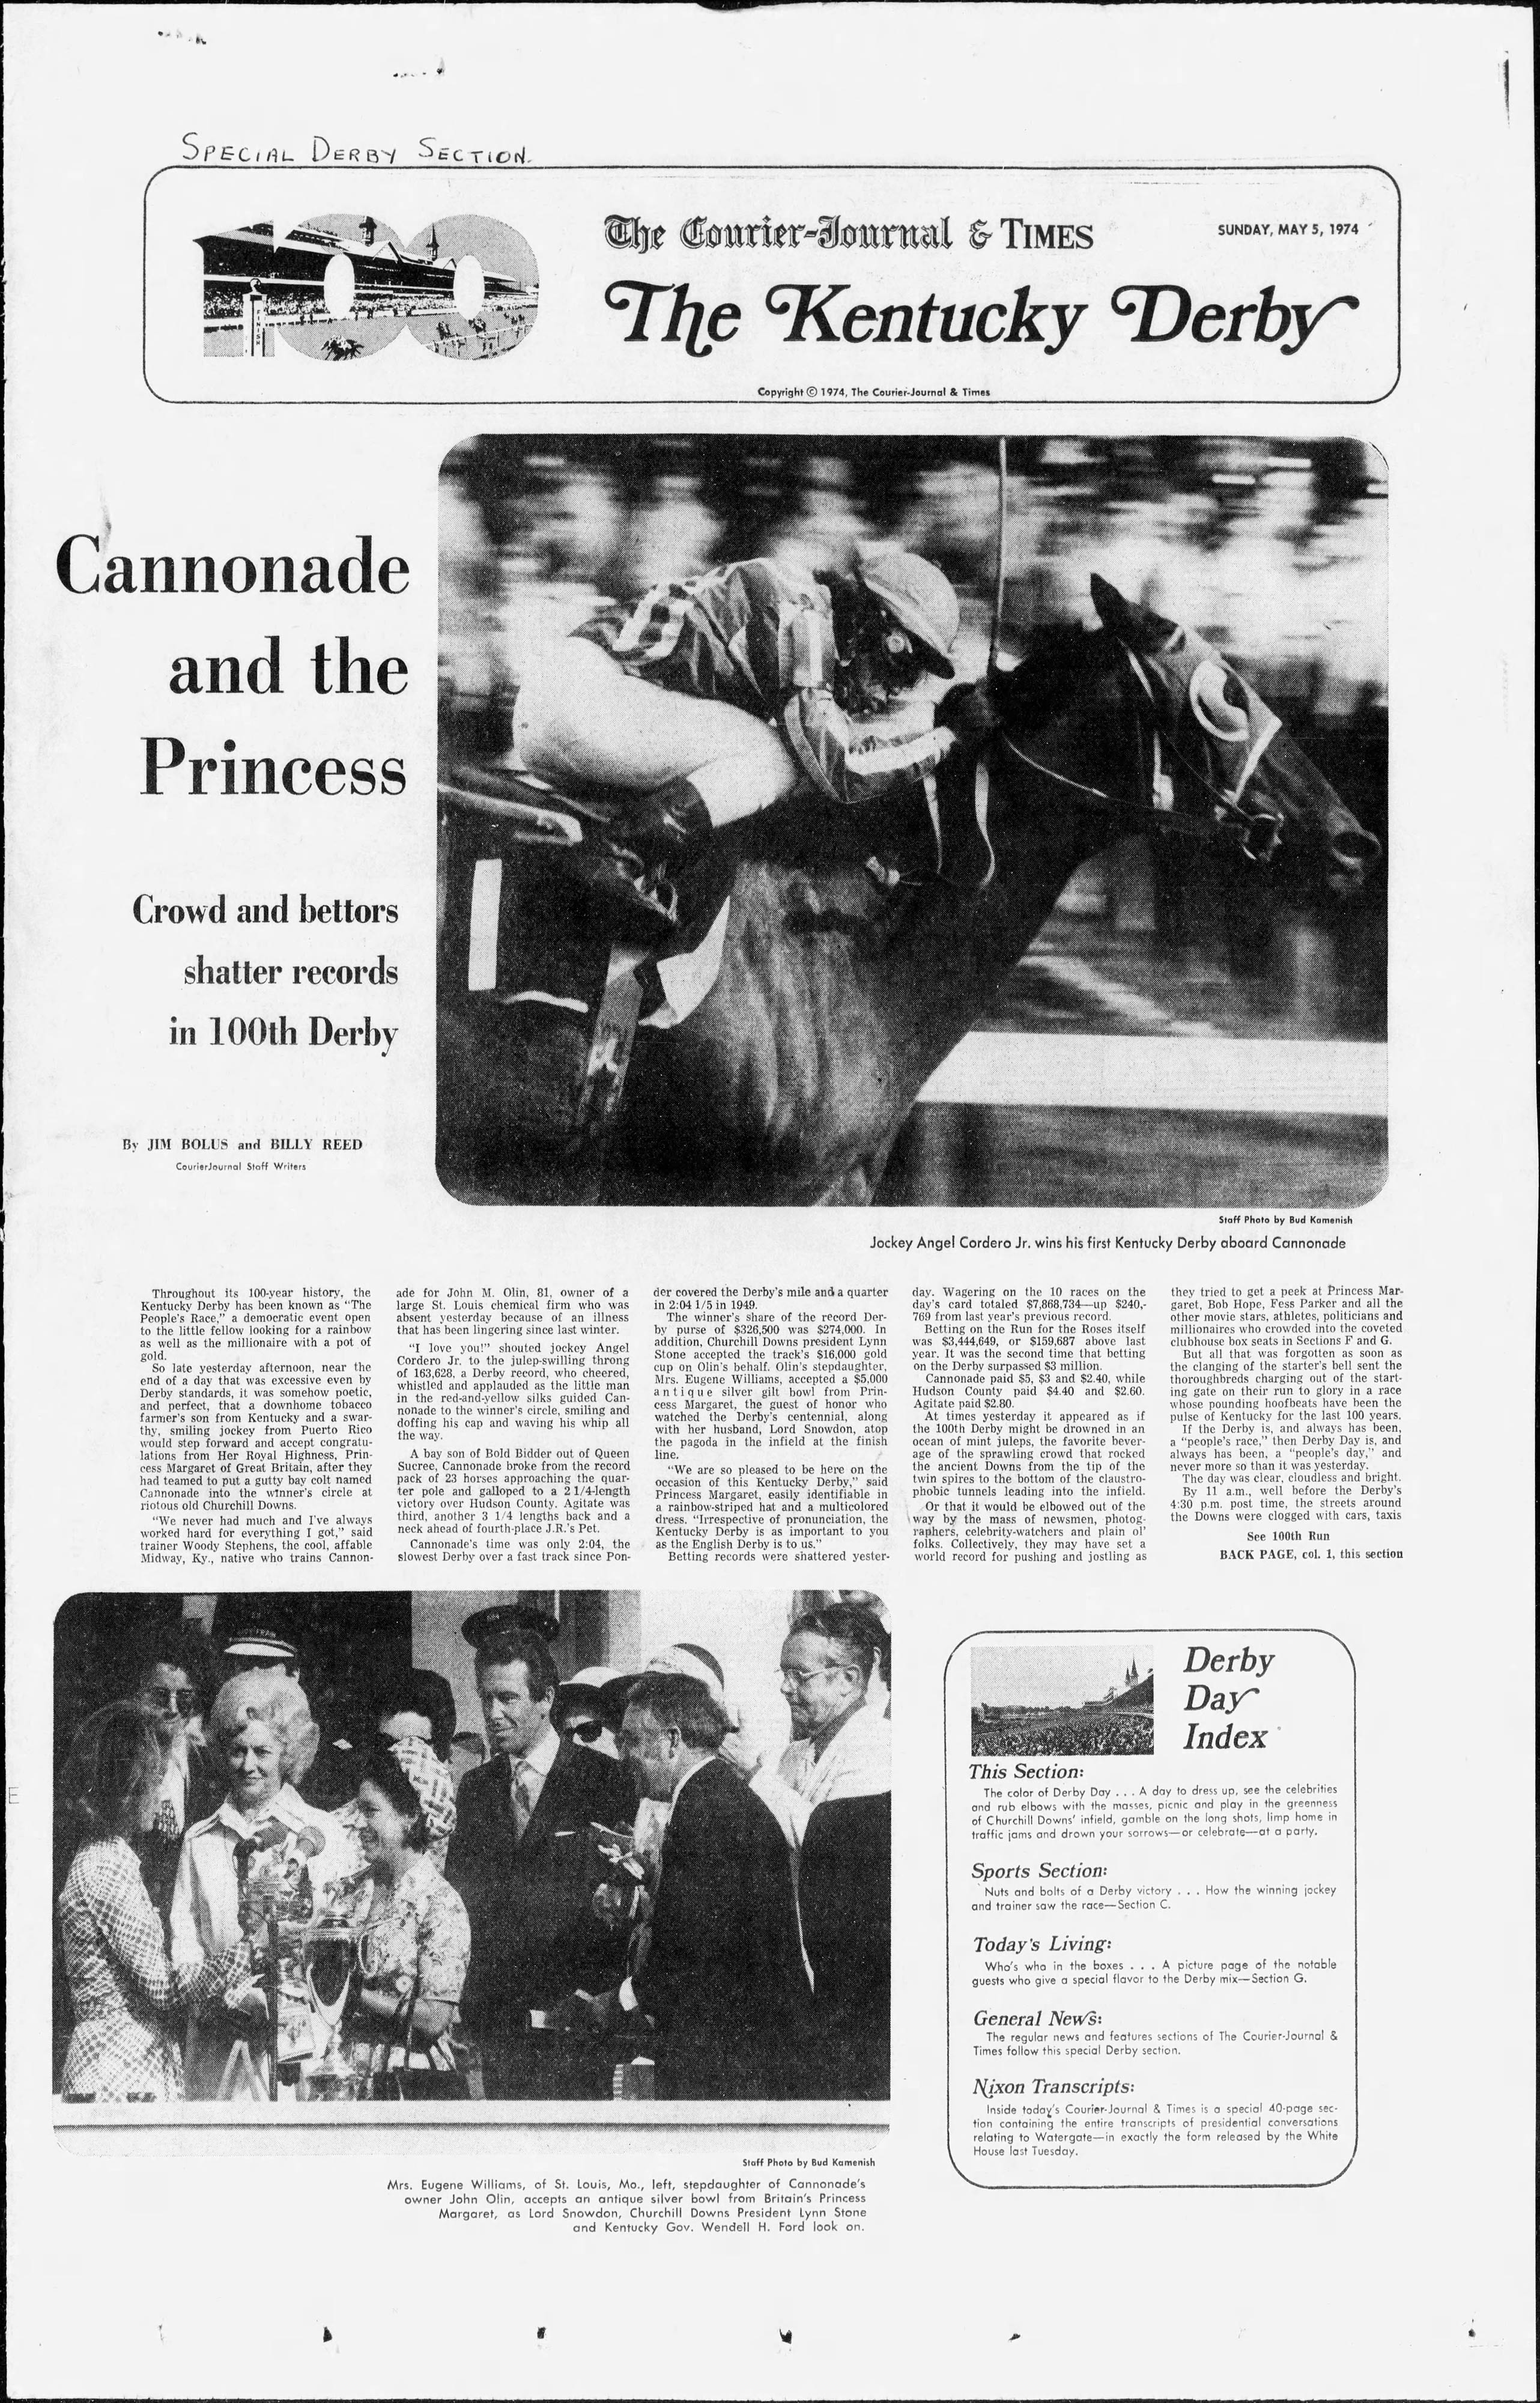 SPECIAL DERBY SECTION
The Courier-Journal & TIMES
SUNDAY, MAY 5, 1974
The Kentucky Derby
Copyright © 1974, The Courier-Journal & Times
Cannonade
and the
Princess
Crowd and bettors
shatter records
in 100th Derby
By JIM BOLUS and BILLY REED
CourierJournal Staff Writers
Staff Photo by Bud Kamenish
Jockey Angel Cordero Jr. wins his first Kentucky Derby aboard Cannonade
Throughout its 100-year history, the
Kentucky Derby has been known as "The
People's Race," a democratic event open
to the little fellow looking for a rainbow
as well as the millionaire with a pot of
gold.
So late yesterday afternoon, near the
end of a day that was excessive even by
Derby standards, it was somehow poetic,
and perfect, that a downhome tobacco
farmer's son from Kentucky and a swar-
thy, smiling jockey from Puerto Rico
would step forward and accept congratu-
lations from Her Royal Highness, Prin-
cess Margaret of Great Britain, after they
had teamed to put a gutty bay colt named
Cannonade into the winner's circle at
riotous old Churchill Downs.
"We never had much and I've always
worked hard for everything I got," said
trainer Woody Stephens, the cool, affable
Midway, Ky., native who trains Cannon-
ade for John M. Olin, 81, owner of a
large St. Louis chemical firm who was
absent yesterday because of an illness
that has been lingering since last winter.
"I love you!" shouted jockey Angel
Cordero Jr. to the julep-swilling throng
of 163,628, a Derby record, who cheered,
whistled and applauded as the little man
in the red-and-yellow silks guided Can-
nonade to the winner's circle, smiling and
doffing his cap and waving his whip all
the way.
A bay son of Bold Bidder out of Queen
Sucree, Cannonade broke from the record
pack of 23 horses approaching the quar-
ter pole and galloped to a 2 1/4-length
victory over Hudson County. Agitate was
third, another 3 1/4 lengths back and a
neck ahead of fourth-place J.R.'s Pet.
Cannonade's time was only 2:04, the
slowest Derby over a fast track since Pon-
der covered the Derby's mile and a quarter
in 2:04 1/5 in 1949.
The winner's share of the record Der-
by purse of $326,500 was $274,000. In
addition, Churchill Downs president Lynn
Stone accepted the track's $16,000 gold
cup on Olin's behalf. Olin's stepdaughter,
Mrs. Eugene Williams, accepted a $5,000
antique silver gilt bowl from Prin-
cess Margaret, the guest of honor who
watched the Derby's centennial, along
with her husband, Lord Snowdon, atop
the pagoda in the infield at the finish
line.
"We are so pleased to be here on the
occasion of this Kentucky Derby," said
Princess Margaret, easily identifiable in
a rainbow-striped hat and a multicolored
dress. "Irrespective of pronunciation, the
Kentucky Derby is as important to you
as the English Derby is to us."
Betting records were shattered yester-
day. Wagering on the 10 races on the
day's card totaled $7,868,734—up $240,-
769 from last year's previous record.
Betting on the Run for the Roses itself
was $3,444,649, or $159,687 above last
year. It was the second time that betting
on the Derby surpassed $3 million.
Cannonade paid $5, $3 and $2.40, while
Hudson County paid $4.40 and $2.60.
Agitate paid $2.80.
At times yesterday it appeared as if
the 100th Derby might be drowned in an
ocean of mint juleps, the favorite bever-
age of the sprawling crowd that rocked
the ancient Downs from the tip of the
twin spires to the bottom of the claustro-
phobic tunnels leading into the infield.
Or that it would be elbowed out of the
way by the mass of newsmen, photog-
raphers, celebrity-watchers and plain ol'
folks. Collectively, they may have set a
world record for pushing and jostling as
they tried to get a peek at Princess Mar-
garet, Bob Hope, Fess Parker and all the
other movie stars, athletes, politicians and
millionaires who crowded into the coveted
clubhouse box seats in Sections F and G.
But all that was forgotten as soon as
the clanging of the starter's bell sent the
thoroughbreds charging out of the start-
ing gate on their run to glory in a race
whose pounding hoofbeats have been the
pulse of Kentucky for the last 100 years.
If the Derby is, and always has been,
a "people's race," then Derby Day is, and
always has been, a "people's day," and
never more so than it was yesterday.
The day was clear, cloudless and bright.
By 11 a.m., well before the Derby's
4:30 p.m. post time, the streets around
the Downs were clogged with cars, taxis
See 100th Run
BACK PAGE, col. 1, this section
Staff Photo by Bud Kamenish
Mrs. Eugene Williams, of St. Louis, Mo., left, stepdaughter of Cannonade's
owner John Olin, accepts an antique silver bowl from Britain's Princess
Margaret, as Lord Snowdon, Churchill Downs President Lynn Stone
and Kentucky Gov. Wendell H. Ford look on.
Derby
Day
Index
This Section:
The color of Derby Day . . . A day to dress up, see the celebrities
and rub elbows with the masses, picnic and play in the greenness
of Churchill Downs' infield, gamble on the long shots, limp home in
traffic jams and drown your sorrows—or celebrate—at a party.
Sports Section:
Nuts and bolts of a Derby victory . . . How the winning jockey
and trainer saw the race—Section C.
Today's Living:
Who's who in the boxes . . . A picture page of the notable
guests who give a special flavor to the Derby mix—Section G.
General News:
The regular news and features sections of The Courier-Journal &
Times follow this special Derby section.
Nixon Transcripts:
Inside today's Courier-Journal & Times is a special 40-page sec-
tion containing the entire transcripts of presidential conversations
relating to Watergate—in exactly the form released by the White
House last Tuesday.